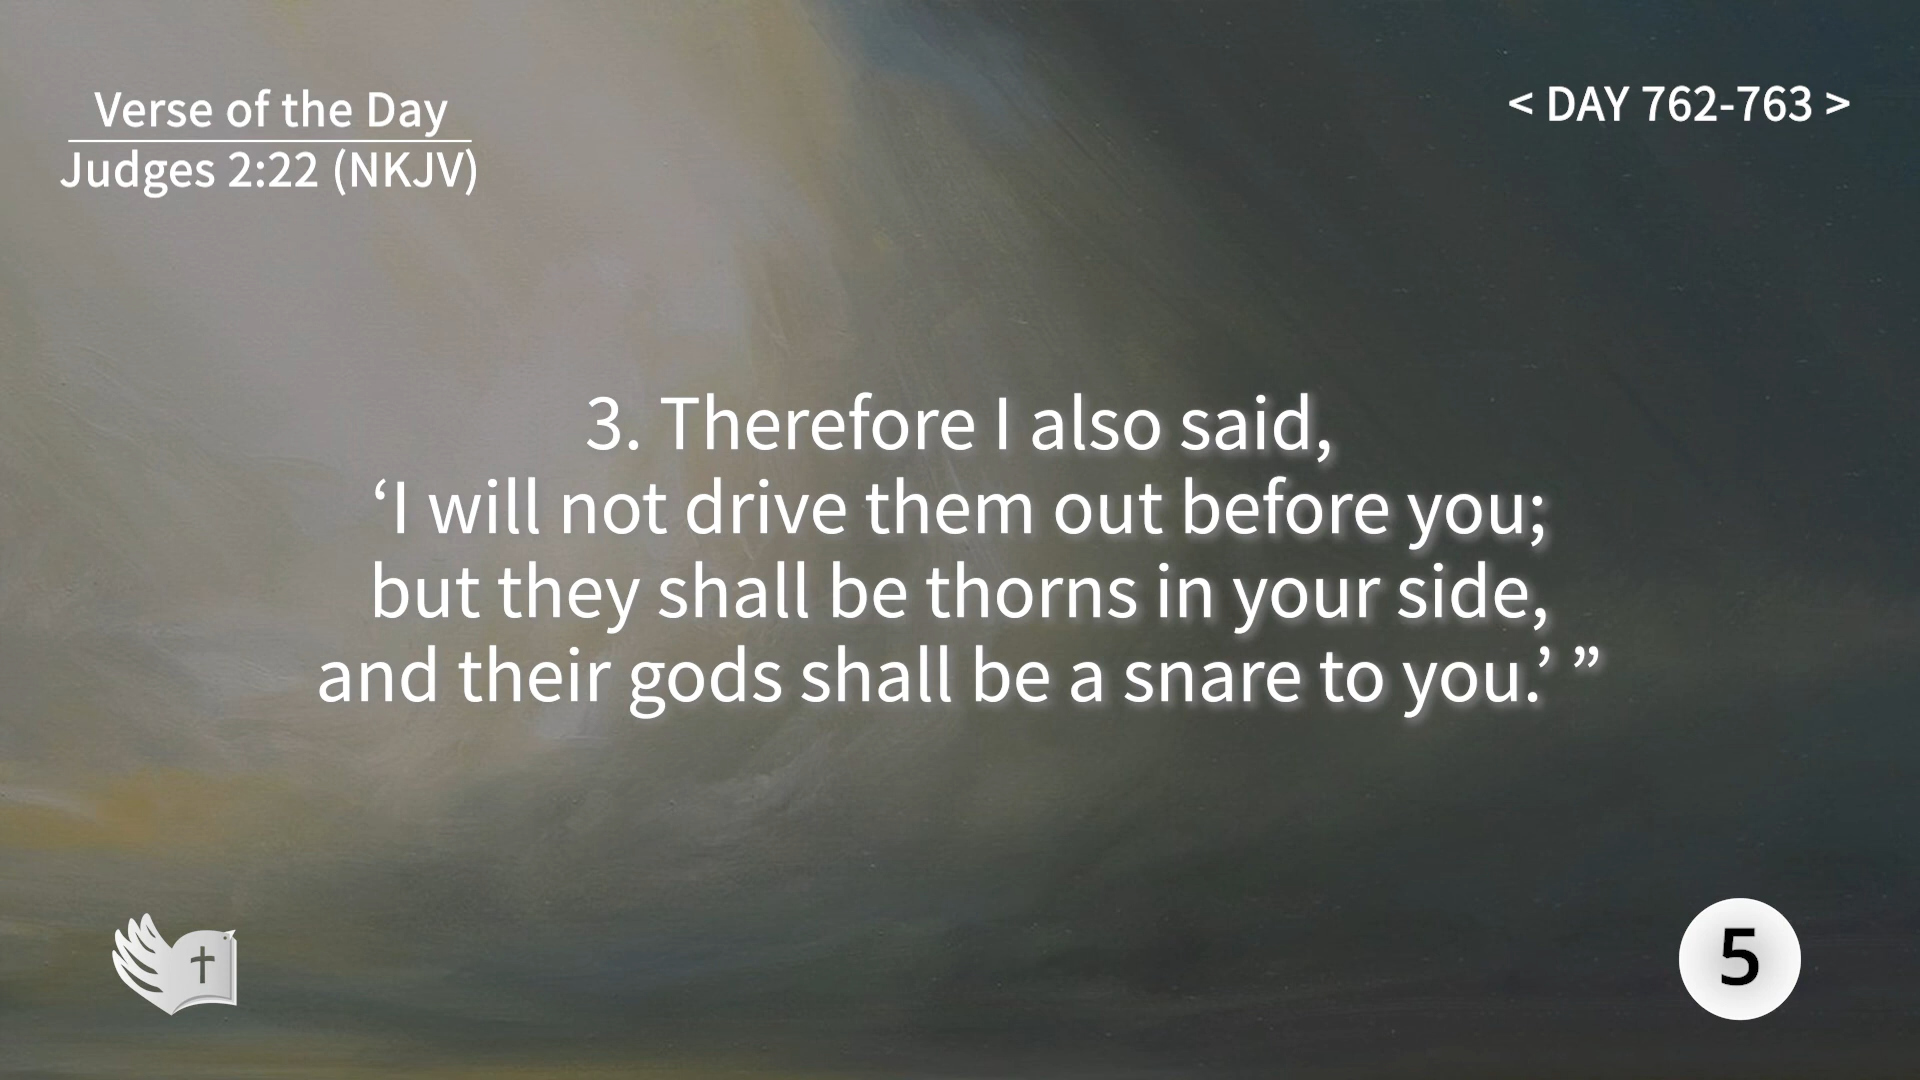 Verse of the Day
Judges 2:22 (NKJV)
< DAY 762-763 >
3. Therefore I also said,
‘I will not drive them out before you;
but they shall be thorns in your side,
and their gods shall be a snare to you.’ ”
5